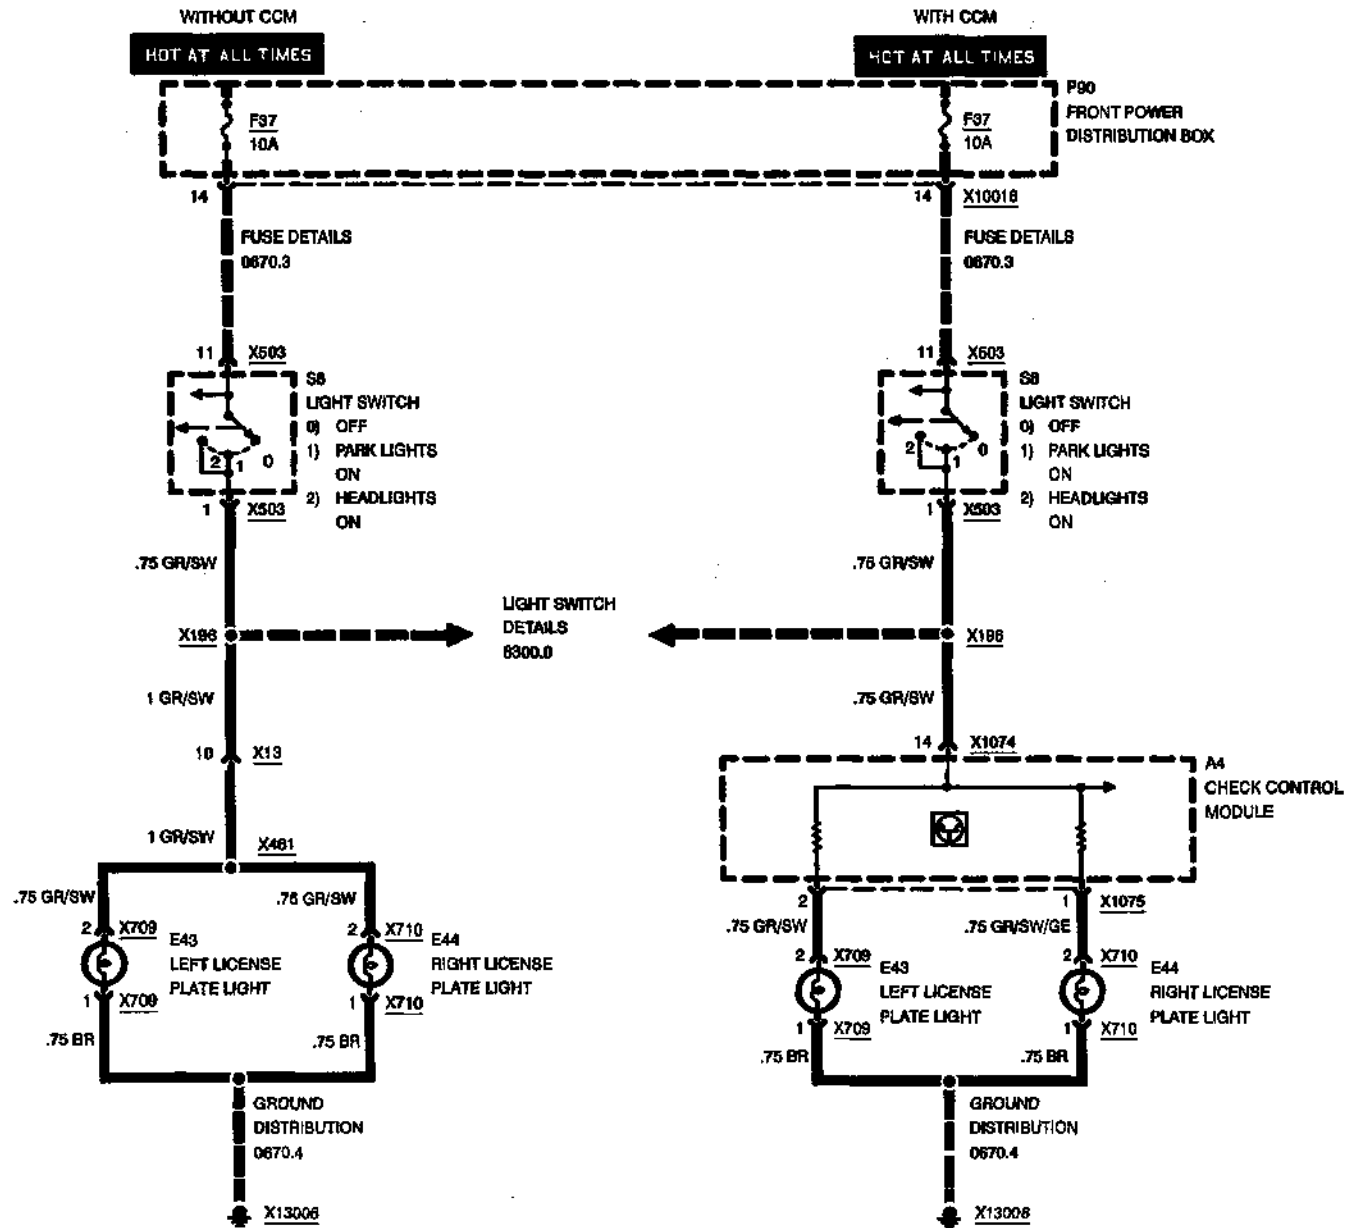 WITHOUT CCM
HOT AT ALL TIMES
WITH CCM
HOT AT ALL TIMES
F37
10A
F37
10A
P90
FRONT POWER
DISTRIBUTION BOX
14
14
X10016
FUSE DETAILS
0670.3
FUSE DETAILS
0670.3
11
X503
S8
LIGHT SWITCH
0) OFF
1) PARK LIGHTS
ON
2) HEADLIGHTS
ON
2
1
0
1
X503
11
X503
S8
LIGHT SWITCH
0) OFF
1) PARK LIGHTS
ON
2) HEADLIGHTS
ON
2
1
0
1
X503
.75 GR/SW
.75 GR/SW
X196
LIGHT SWITCH
DETAILS
6300.0
X196
1 GR/SW
10
X13
1 GR/SW
X461
.75 GR/SW
.75 GR/SW
2
X709
E43
LEFT LICENSE
PLATE LIGHT
1
X709
2
X710
E44
RIGHT LICENSE
PLATE LIGHT
1
X710
.75 BR
.75 BR
GROUND
DISTRIBUTION
0670.4
X13006
.75 GR/SW
14
X1074
A4
CHECK CONTROL
MODULE
2
1
X1075
.75 GR/SW
.75 GR/SW/GE
2
X709
E43
LEFT LICENSE
PLATE LIGHT
1
X709
2
X710
E44
RIGHT LICENSE
PLATE LIGHT
1
X710
.75 BR
.75 BR
GROUND
DISTRIBUTION
0670.4
X13006